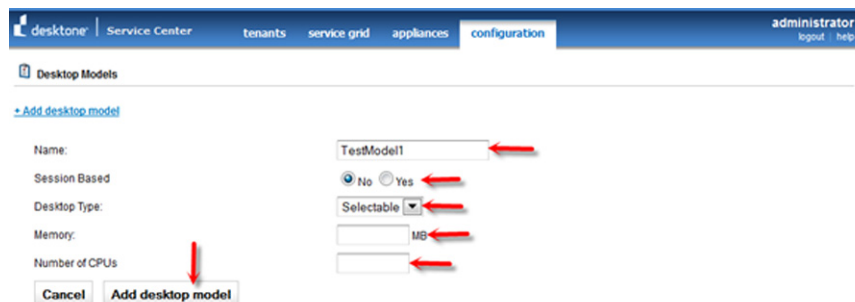 desktone Service Center tenants service grid appliances configuration administrator
logout | help
Desktop Models
+ Add desktop model
Name: TestModel1
Session Based No Yes
Desktop Type: Selectable
Memory: MB
Number of CPUs
Cancel Add desktop model